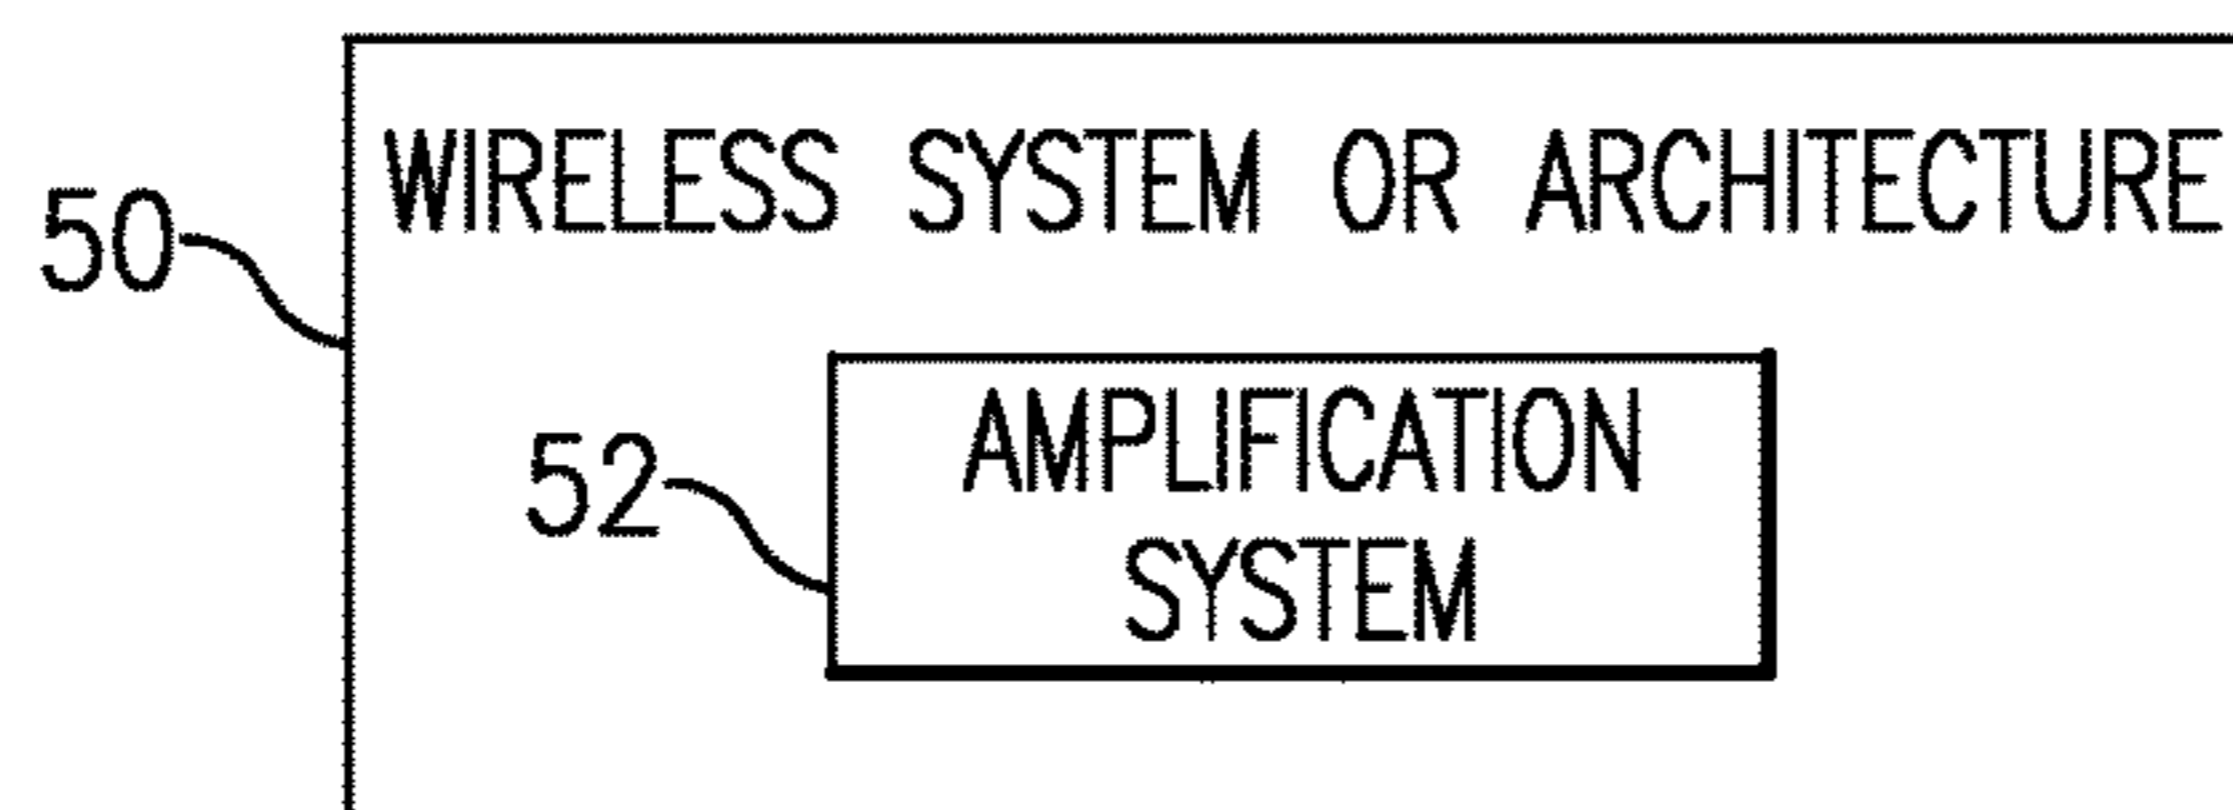 WIRELESS SYSTEM OR ARCHITECTURE
50
AMPLIFICATION
52
SYSTEM